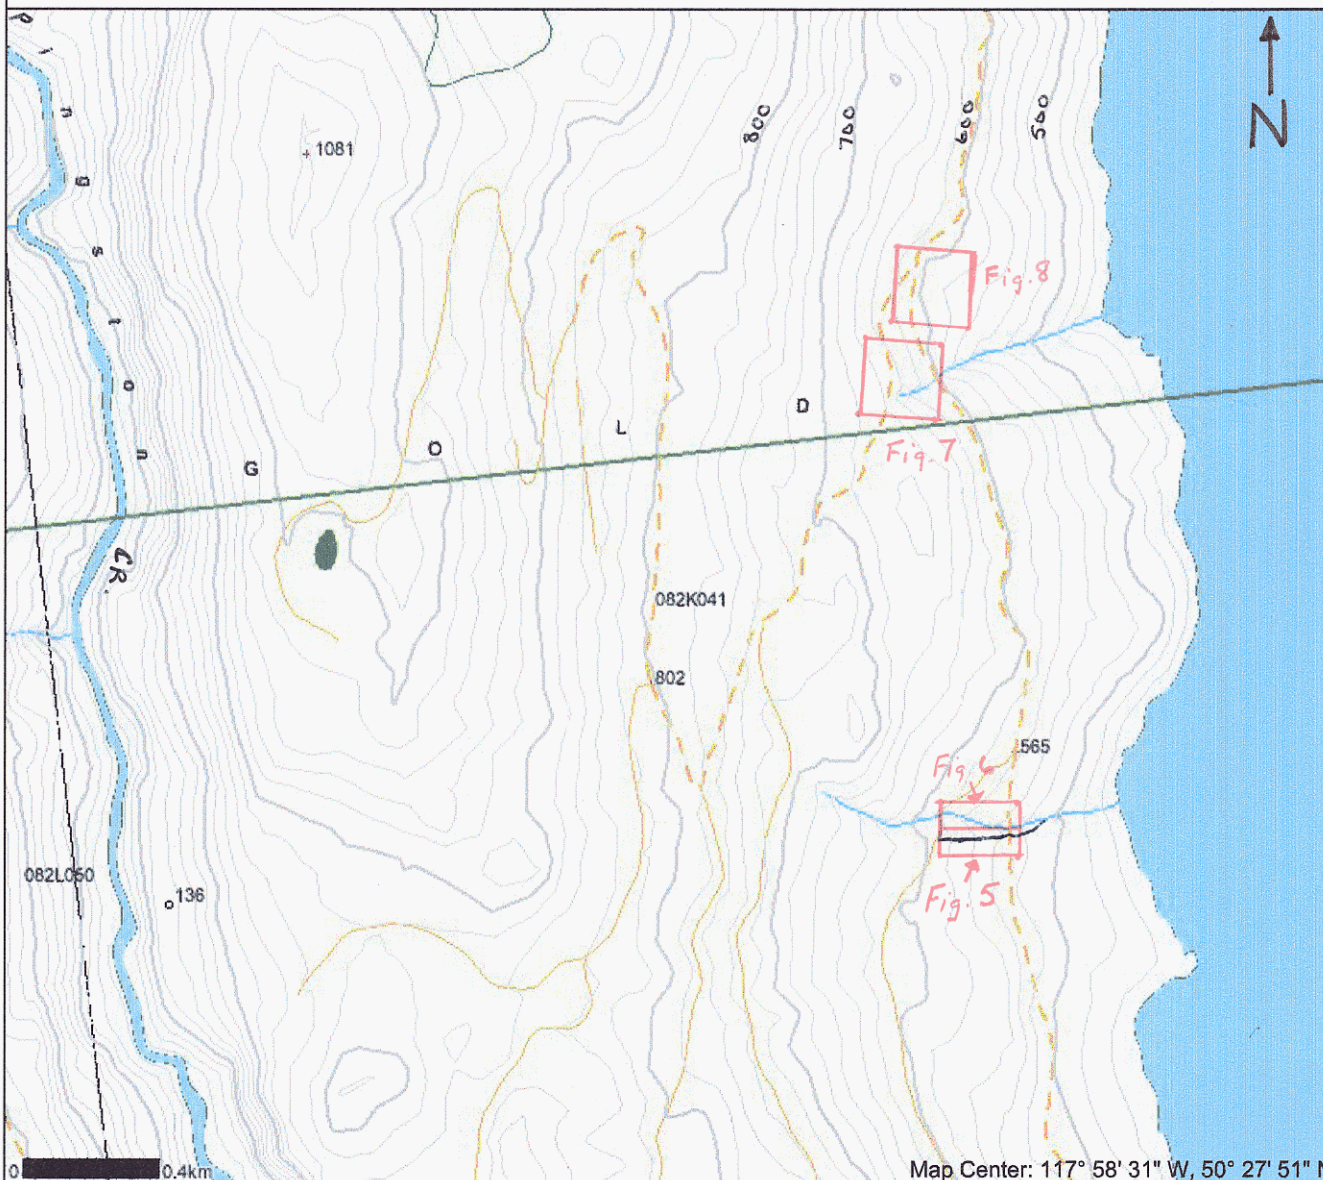 Pingston
CR.
N
800
700
600
500
+ 1081
Fig. 8
Fig. 7
G O L D
082K041
802
565
Fig. 6
Fig. 5
082L050
136
0 0.4km
Map Center: 117° 58' 31" W, 50° 27' 51" N